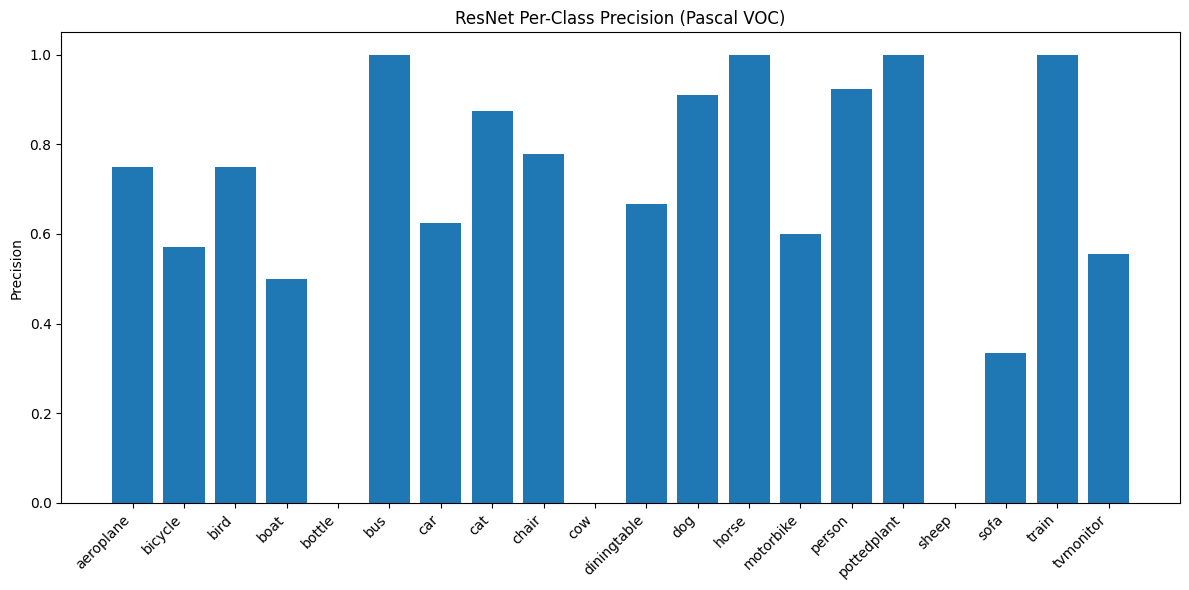 ResNet Per-Class Precision (Pascal VOC)
Precision
1.0
0.8
0.6
0.4
0.2
0.0
aeroplane
bicycle
bird
boat
bottle
bus
car
cat
chair
cow
diningtable
dog
horse
motorbike
person
pottedplant
sheep
sofa
train
tvmonitor